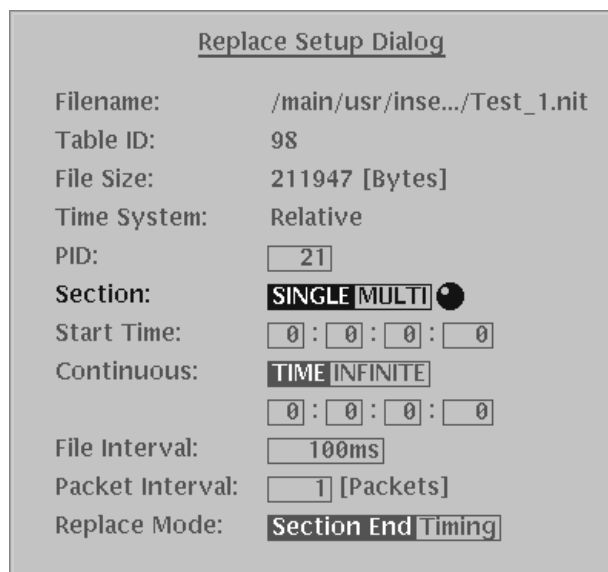 Replace Setup Dialog
Filename: /main/usr/inse.../Test_1.nit
Table ID: 98
File Size: 211947 [Bytes]
Time System: Relative
PID: 21
Section: SINGLE MULTI
Start Time: 0 : 0 : 0 : 0
Continuous: TIME INFINITE
0 : 0 : 0 : 0
File Interval: 100ms
Packet Interval: 1 [Packets]
Replace Mode: Section End Timing